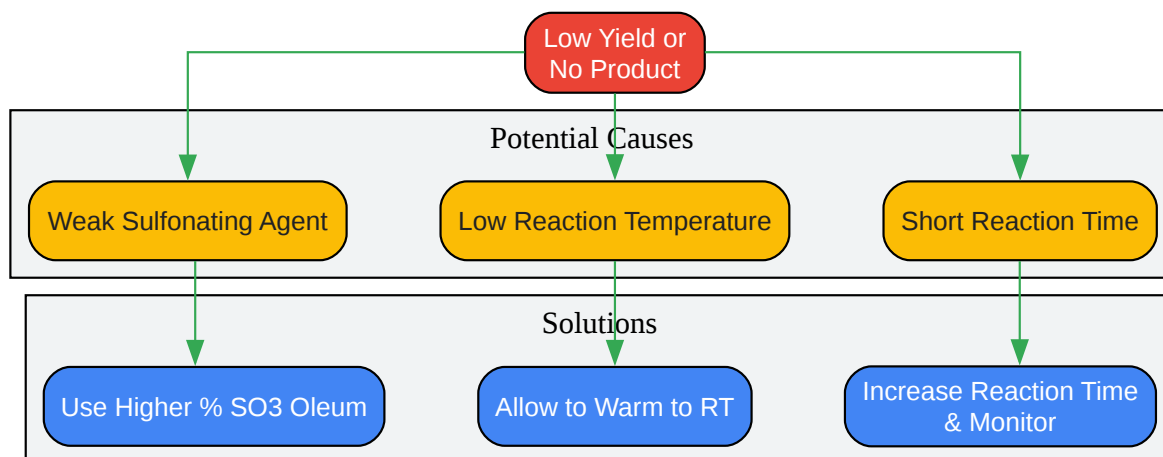 Low Yield or
No Product
Potential Causes
Weak Sulfonating Agent
Low Reaction Temperature
Short Reaction Time
Solutions
Use Higher % SO3 Oleum
Allow to Warm to RT
Increase Reaction Time
& Monitor